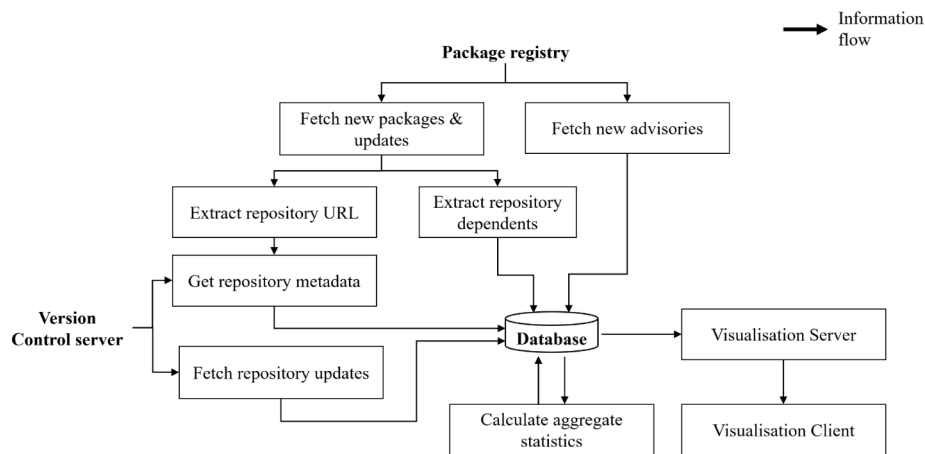 Information
flow
Package registry
Fetch new packages &
updates
Fetch new advisories
Extract repository URL
Extract repository
dependents
Get repository metadata
Version
Control server
Database
Visualisation Server
Fetch repository updates
Calculate aggregate
statistics
Visualisation Client